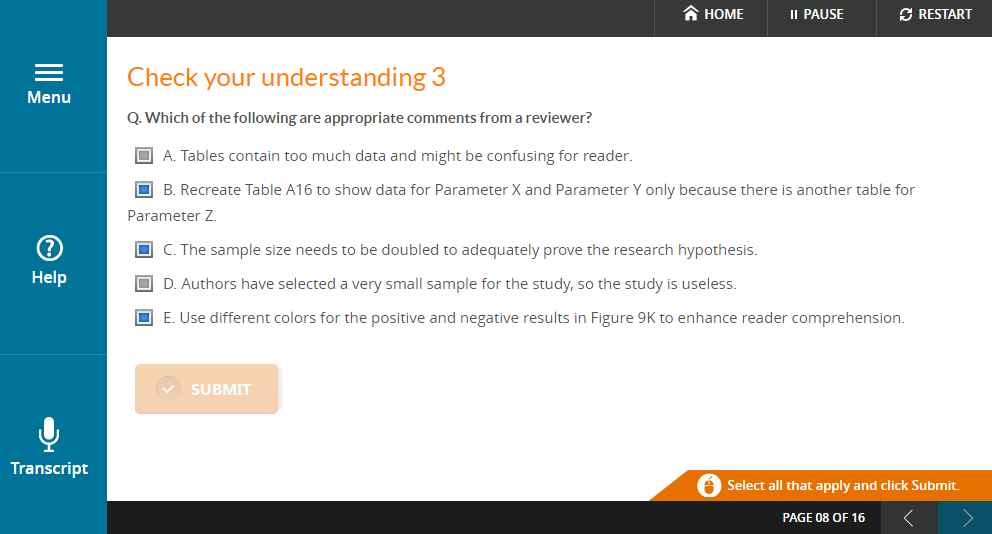 HOME PAUSE RESTART
Menu
Help
Transcript
Check your understanding 3
Q. Which of the following are appropriate comments from a reviewer?
A. Tables contain too much data and might be confusing for reader.
B. Recreate Table A16 to show data for Parameter X and Parameter Y only because there is another table for
Parameter Z.
C. The sample size needs to be doubled to adequately prove the research hypothesis.
D. Authors have selected a very small sample for the study, so the study is useless.
E. Use different colors for the positive and negative results in Figure 9K to enhance reader comprehension.
SUBMIT
Select all that apply and click Submit.
PAGE 08 OF 16